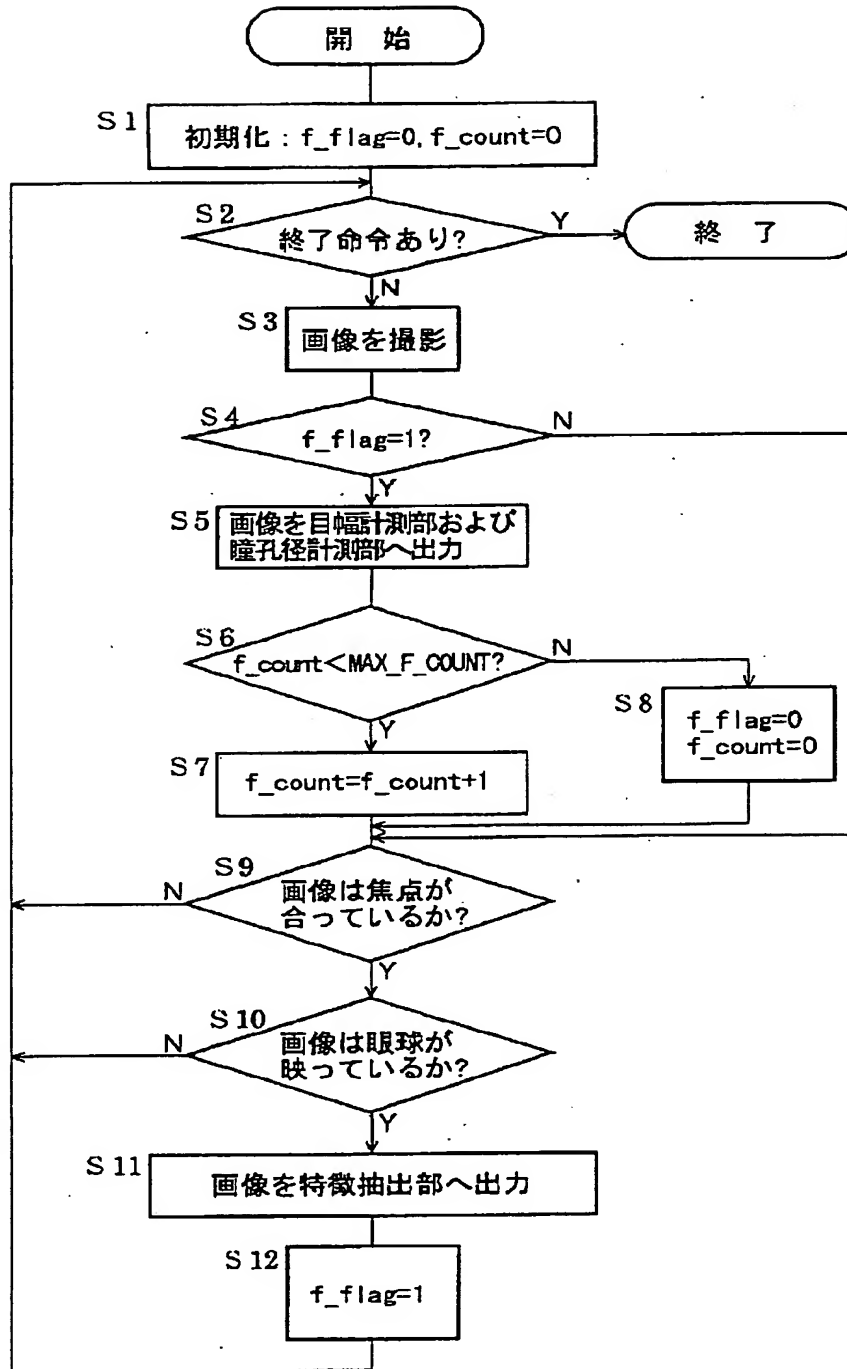 開 始
S1
初期化:f_flag=0,f_count=0
S2
終了命令あり?
Y
終 了
N
S3
画像を撮影
S4
f_flag=1?
N
Y
S5
画像を目幅計測部および
瞳孔径計測部へ出力
S6
f_count<MAX_F_COUNT?
N
Y
S8
f_flag=0
f_count=0
S7
f_count=f_count+1
S9
画像は焦点が
合っているか?
N
Y
S10
画像は眼球が
映っているか?
N
Y
S11
画像を特徴抽出部へ出力
S12
f_flag=1